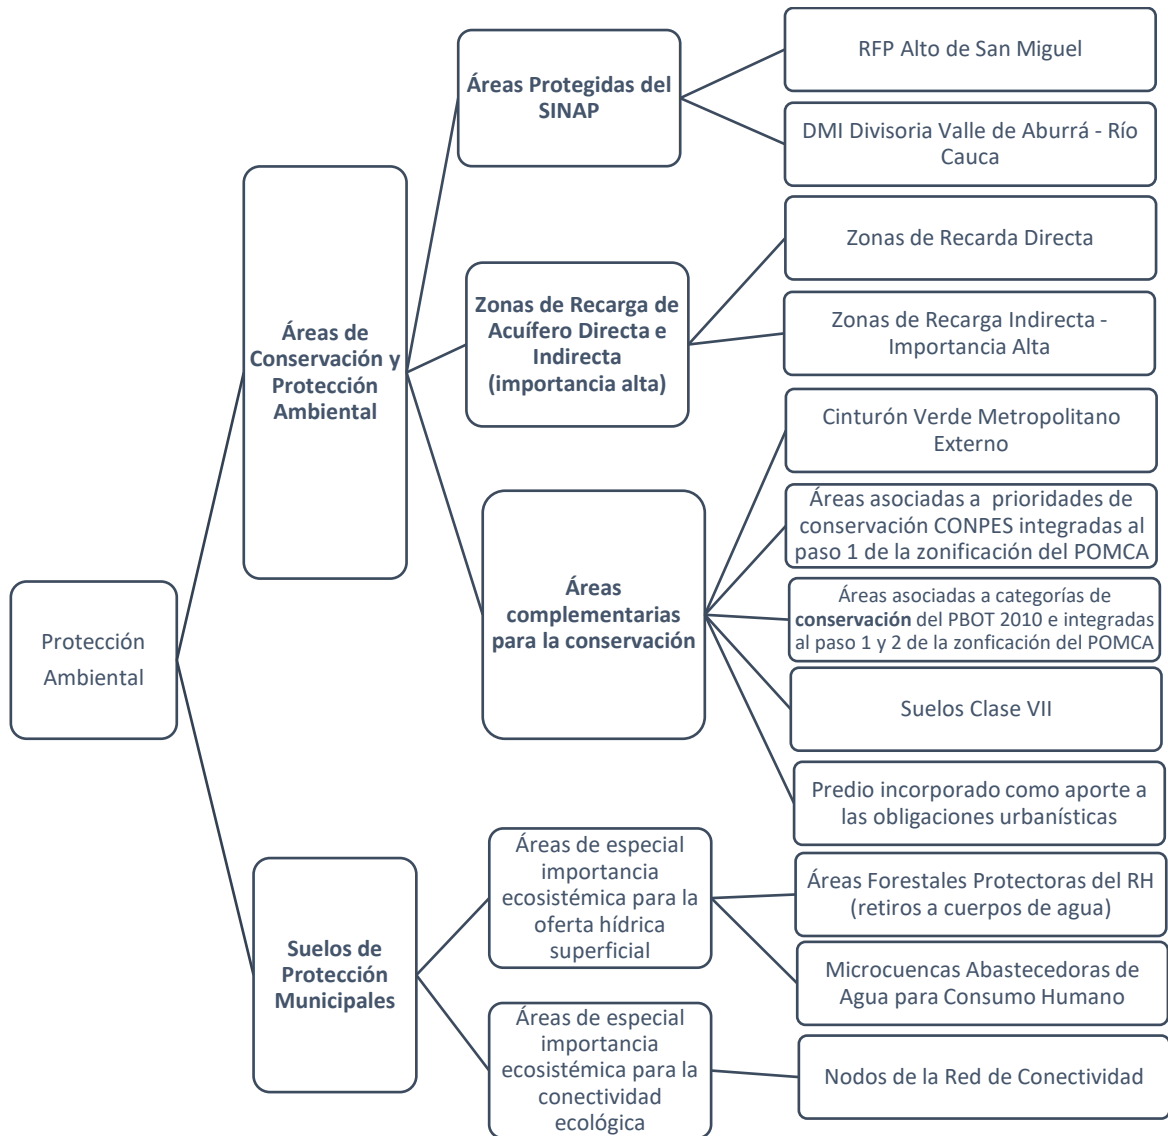 Protección
Ambiental
Áreas de
Conservación y
Protección
Ambiental
Áreas Protegidas del
SINAP
RFP Alto de San Miguel
DMI Divisoria Valle de Aburrá - Río
Cauca
Zonas de Recarga de
Acuífero Directa e
Indirecta
(importancia alta)
Zonas de Recarda Directa
Zonas de Recarga Indirecta -
Importancia Alta
Áreas
complementarias
para la conservación
Cinturón Verde Metropolitano
Externo
Áreas asociadas a prioridades de
conservación CONPES integradas al
paso 1 de la zonificación del POMCA
Áreas asociadas a categorías de
conservación del PBOT 2010 e integradas
al paso 1 y 2 de la zonficación del POMCA
Suelos Clase VII
Predio incorporado como aporte a
las obligaciones urbanísticas
Suelos de
Protección
Municipales
Áreas de especial
importancia
ecosistémica para la
oferta hídrica
superficial
Áreas Forestales Protectoras del RH
(retiros a cuerpos de agua)
Microcuencas Abastecedoras de
Agua para Consumo Humano
Áreas de especial
importancia
ecosistémica para la
conectividad
ecológica
Nodos de la Red de Conectividad